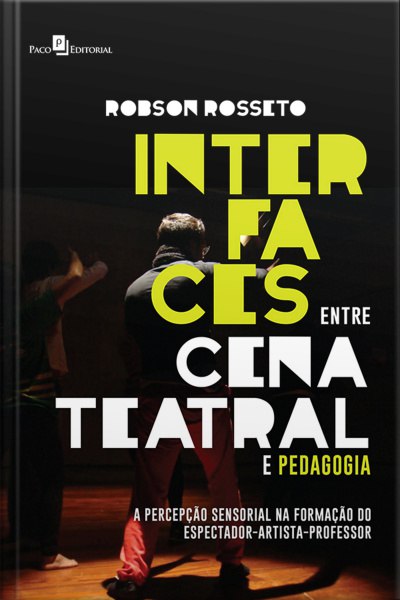 PACO EDITORIAL
ROBSON ROSSETO
INTER
FA
CES ENTRE
CENA
TEATRAL
E PEDAGOGIA
A PERCEPÇÃO SENSORIAL NA FORMAÇÃO DO
ESPECTADOR-ARTISTA-PROFESSOR